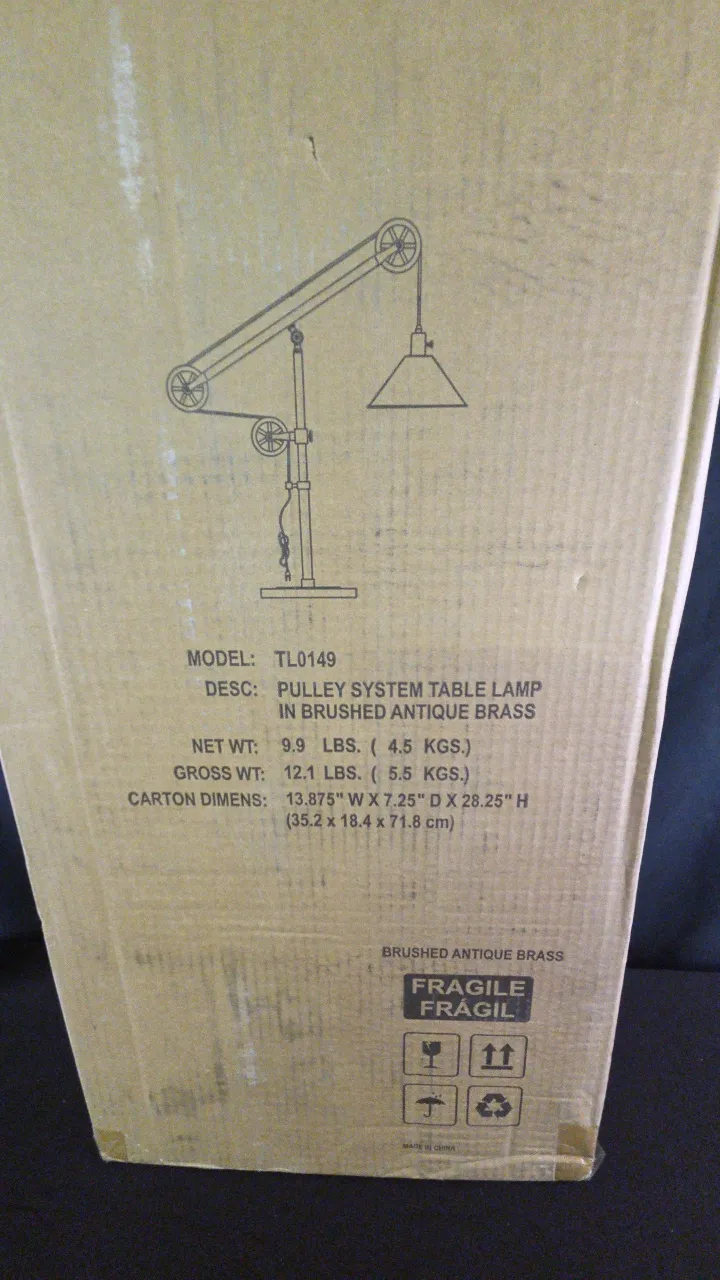 MODEL: TL0149
DESC: PULLEY SYSTEM TABLE LAMP
IN BRUSHED ANTIQUE BRASS
NET WT: 9.9 LBS. ( 4.5 KGS.)
GROSS WT: 12.1 LBS. ( 5.5 KGS.)
CARTON DIMENS: 13.875" W X 7.25" D X 28.25" H
(35.2 x 18.4 x 71.8 cm)
BRUSHED ANTIQUE BRASS
FRAGILE
FRÁGIL
MADE IN CHINA